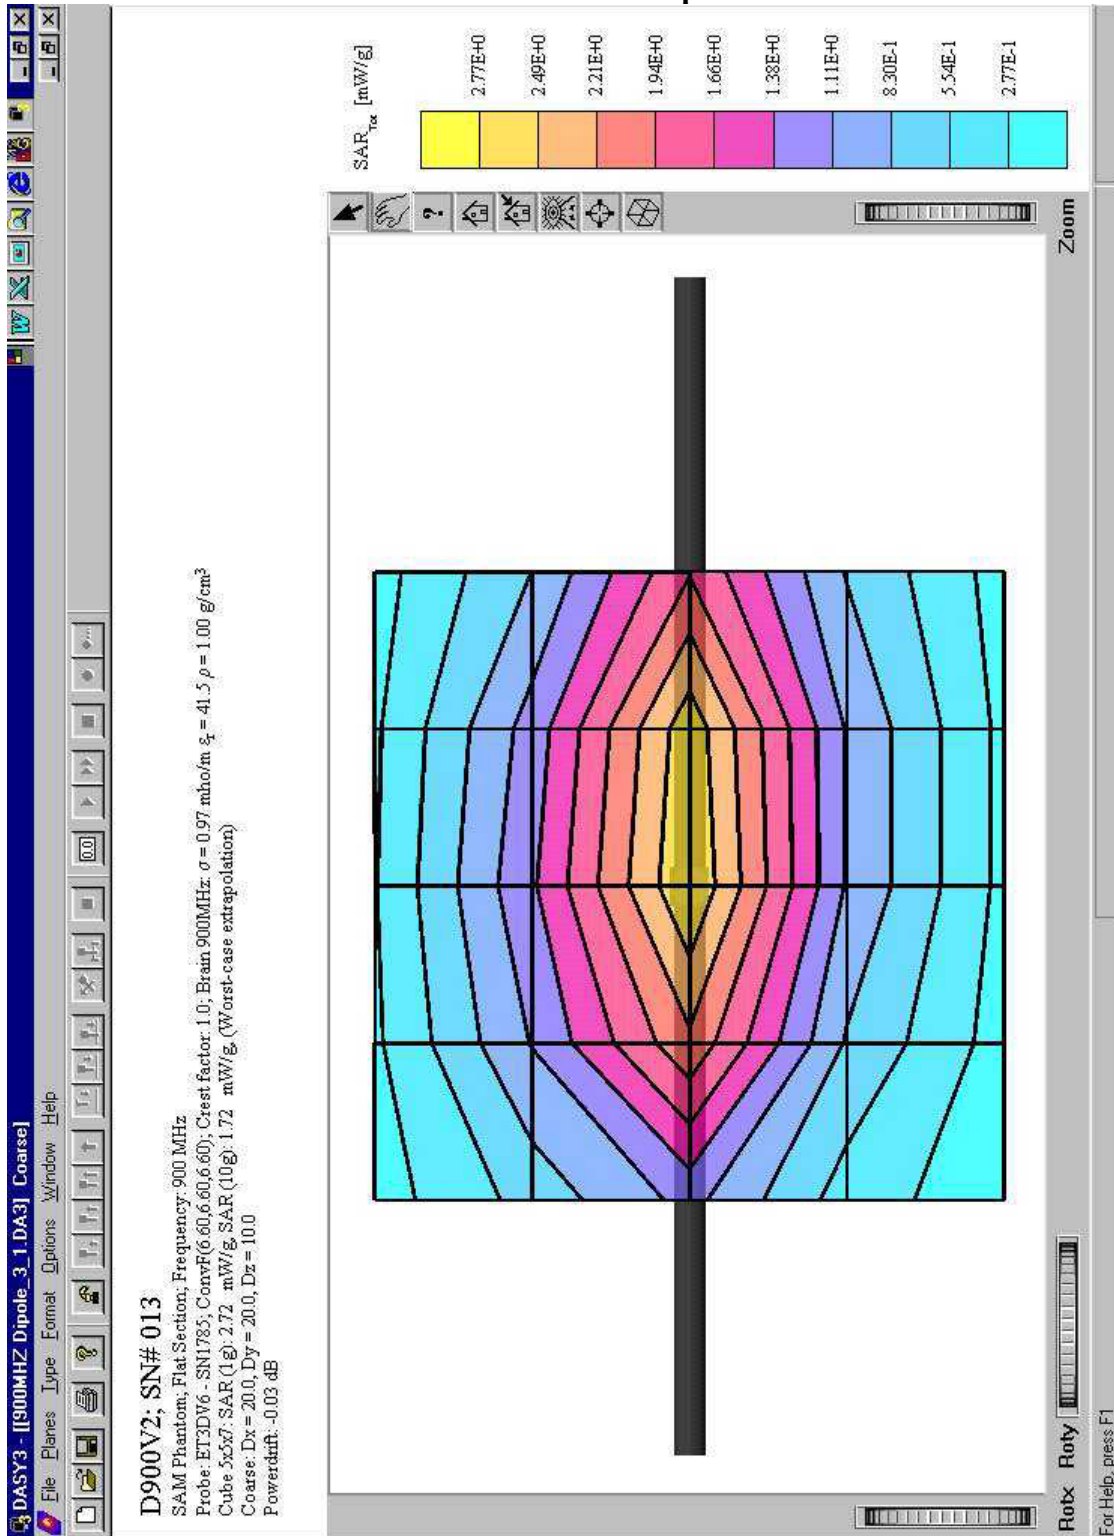 DASY3 - [[900MHZ Dipole_3_1.DA3] Coarse]
File Planes Type Format Options Window Help
0.0
D900V2; SN# 013
SAM Phantom; Flat Section; Frequency: 900 MHz
Probe: ET3DV6 - SN1785; ConvF(6.60,6.60,6.60); Crest factor: 1.0; Brain 900MHz: σ = 0.97 mho/m εr = 41.5 ρ = 1.00 g/cm³
Cube 5x5x7: SAR (1g): 2.72 mW/g, SAR (10g): 1.72 mW/g, (Worst-case extrapolation)
Coarse: Dx = 20.0, Dy = 20.0, Dz = 10.0
Powerdrift: -0.03 dB
SARTot [mW/g]
2.77E+0
2.49E+0
2.21E+0
1.94E+0
1.66E+0
1.38E+0
1.11E+0
8.30E-1
5.54E-1
2.77E-1
Rotx Roty Zoom
For Help, press F1